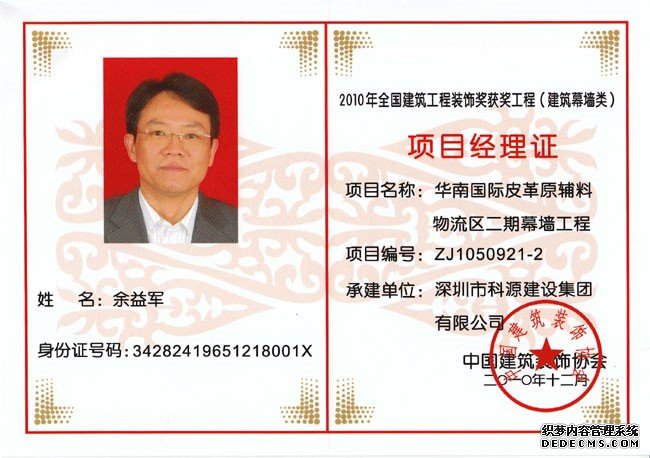 姓　　名：余益军
身份证号码：34282419651218001X
2010年全国建筑工程装饰奖获奖工程（建筑幕墙类）
项目经理证
项目名称：华南国际皮革原辅料
物流区二期幕墙工程
项目编号：ZJ1050921-2
承建单位：深圳市科源建设集团
有限公司
中国建筑装饰协会
二〇一〇年十二月
中国建筑装饰协会
织梦内容管理系统
DEDECMS.COM